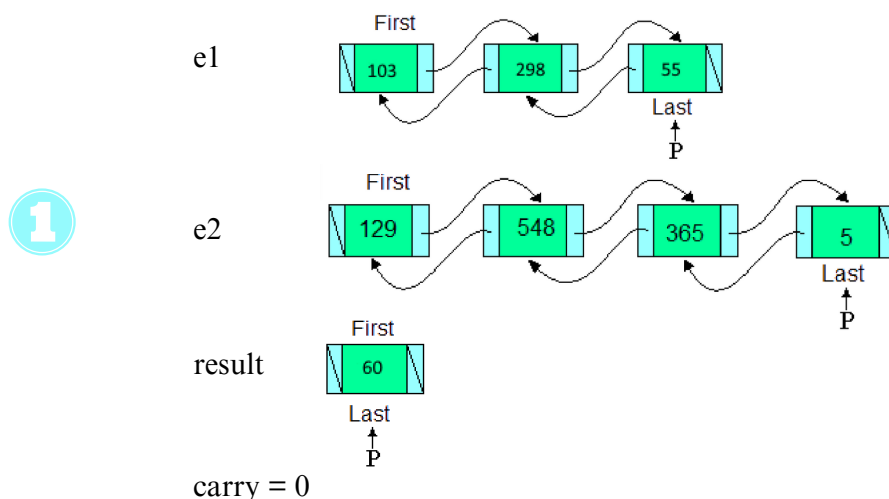 First
e1
103 298 55
Last
P
First
1
e2
129 548 365 5
Last
P
First
result
60
Last
P
carry = 0